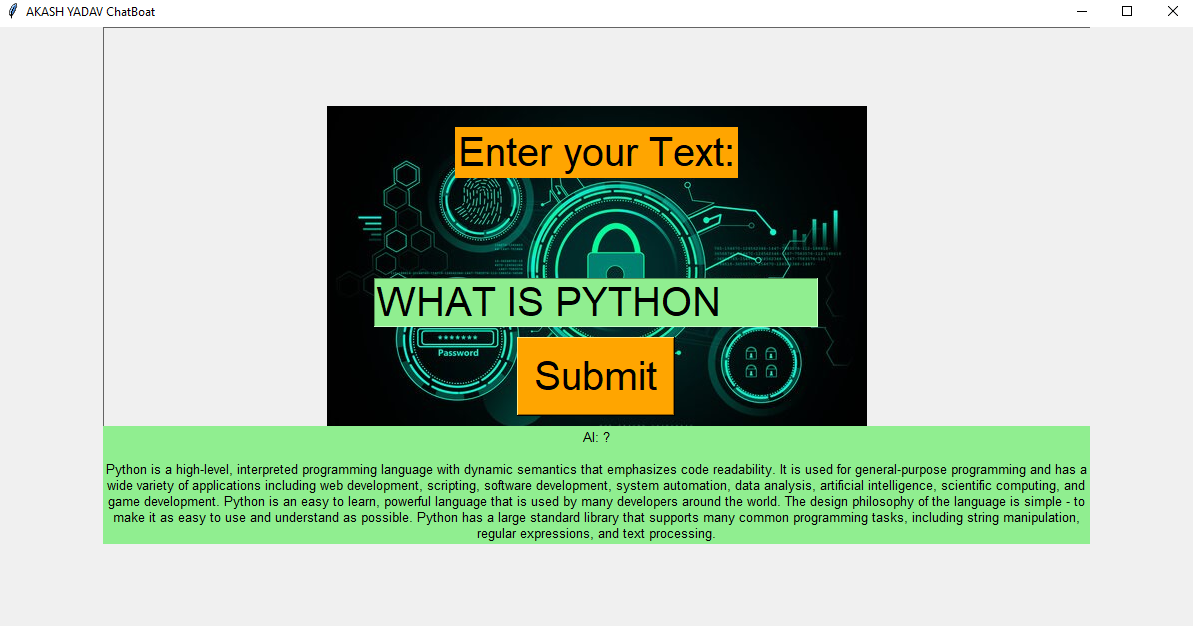 AKASH YADAV ChatBoat
Enter your Text:
WHAT IS PYTHON
*******
Password
Submit
AI: ?
Python is a high-level, interpreted programming language with dynamic semantics that emphasizes code readability. It is used for general-purpose programming and has a
wide variety of applications including web development, scripting, software development, system automation, data analysis, artificial intelligence, scientific computing, and
game development. Python is an easy to learn, powerful language that is used by many developers around the world. The design philosophy of the language is simple - to
make it as easy to use and understand as possible. Python has a large standard library that supports many common programming tasks, including string manipulation,
regular expressions, and text processing.